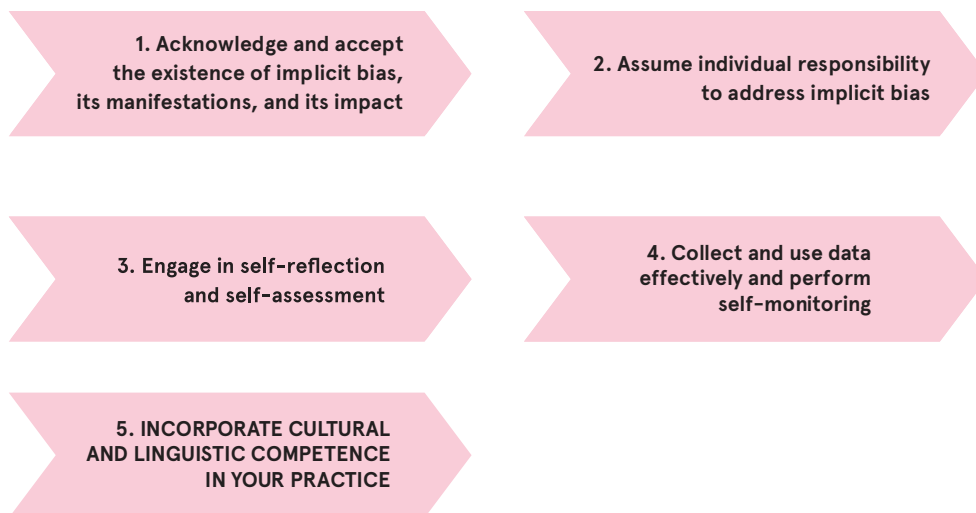 1. Acknowledge and accept
the existence of implicit bias,
its manifestations, and its impact
2. Assume individual responsibility
to address implicit bias
3. Engage in self-reflection
and self-assessment
4. Collect and use data
effectively and perform
self-monitoring
5. INCORPORATE CULTURAL
AND LINGUISTIC COMPETENCE
IN YOUR PRACTICE